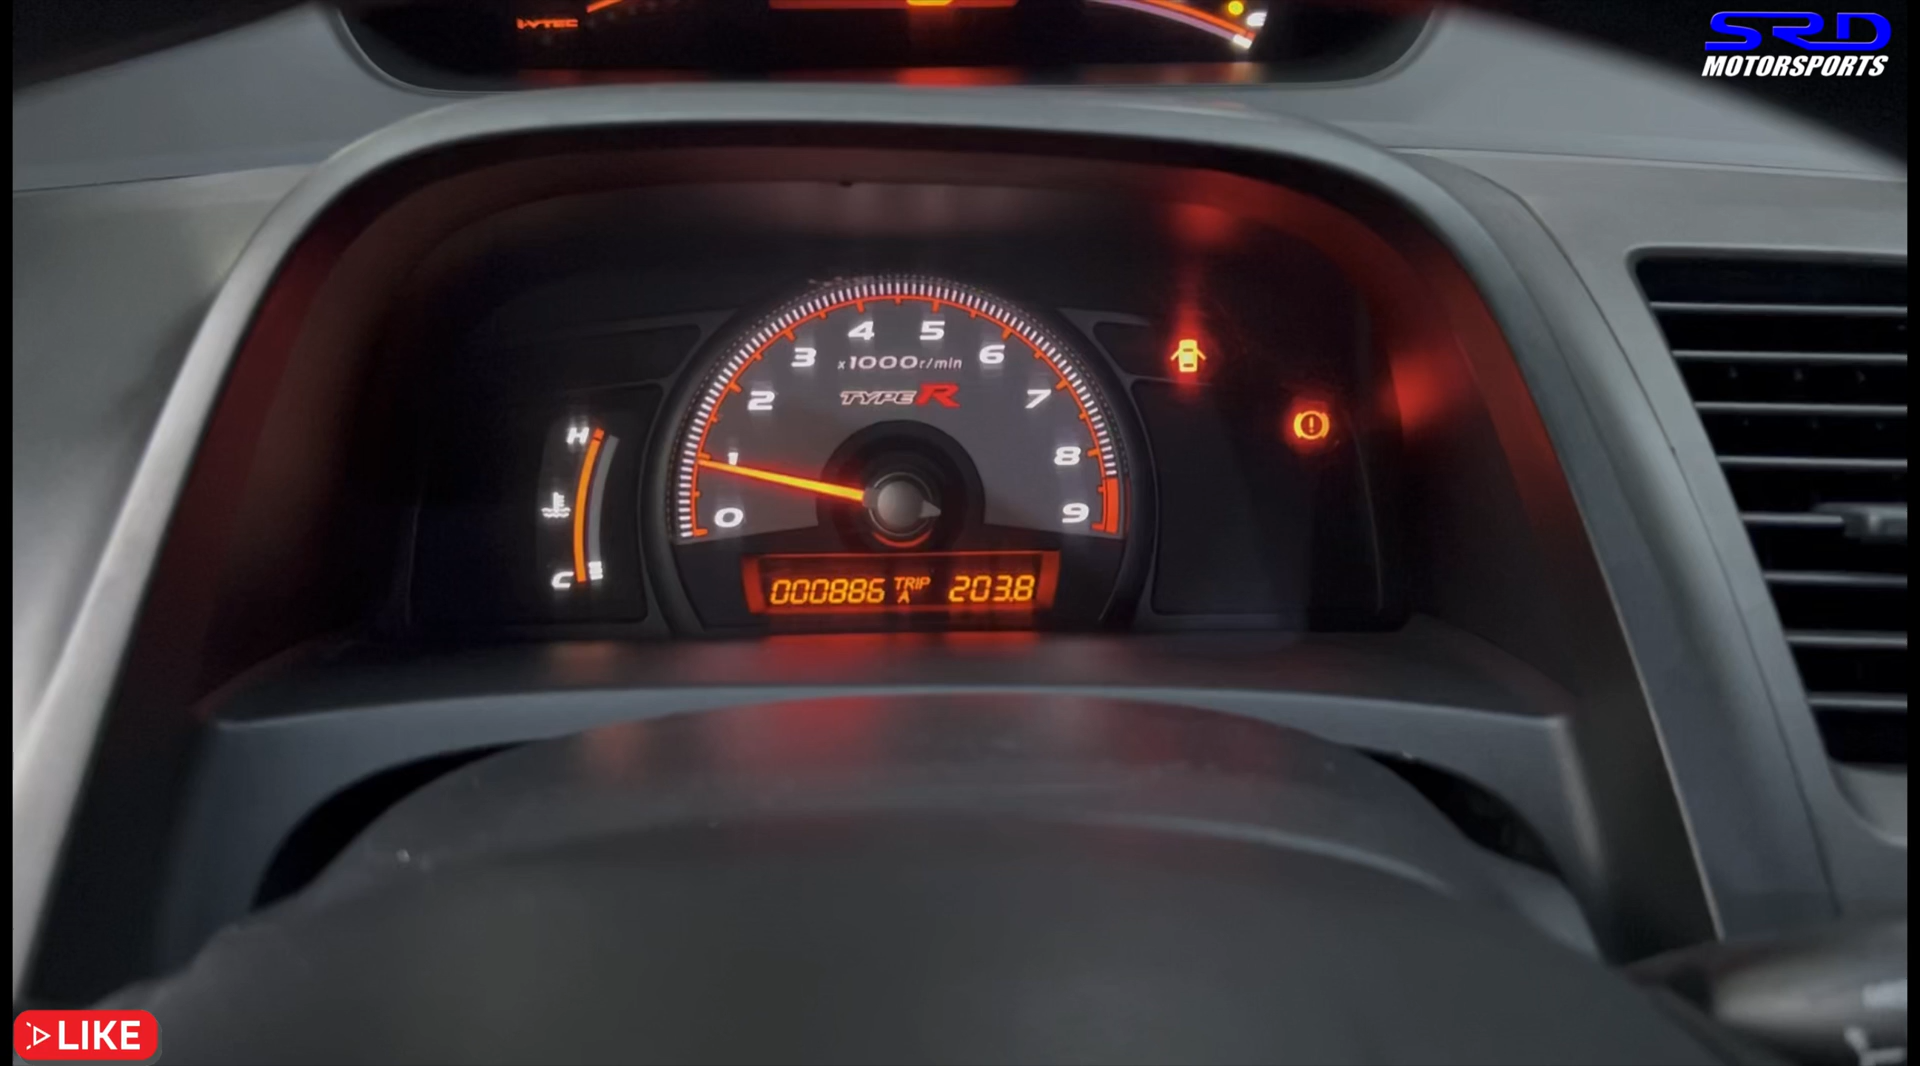 i-VTEC
SRD
MOTORSPORTS
4 5
3 x1000r/min 6
TYPE R
2 7
H
1 8
0 9
C
000886 TRIP A 203.8
LIKE